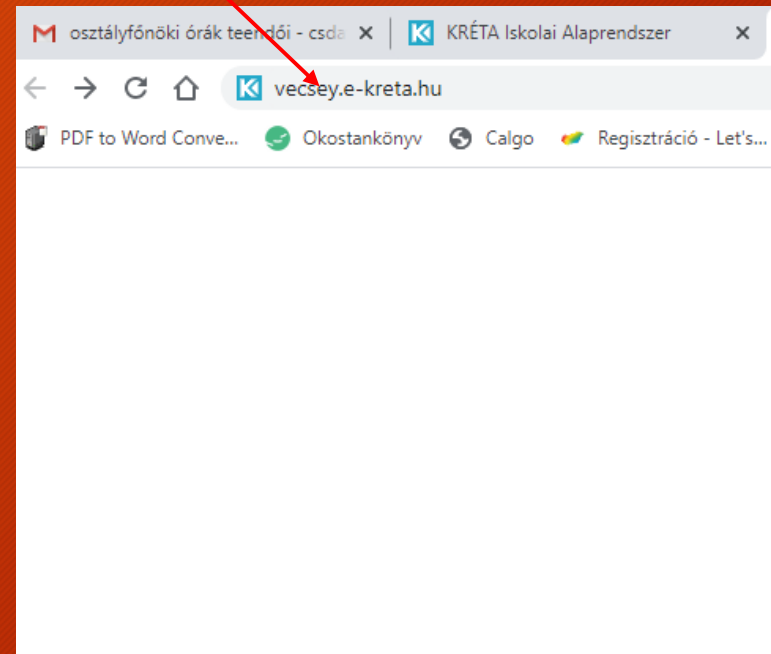 osztályfőnöki órák teendői - csda
KRÉTA Iskolai Alaprendszer
vecsey.e-kreta.hu
PDF to Word Conve... Okostankönyv Calgo Regisztráció - Let's...